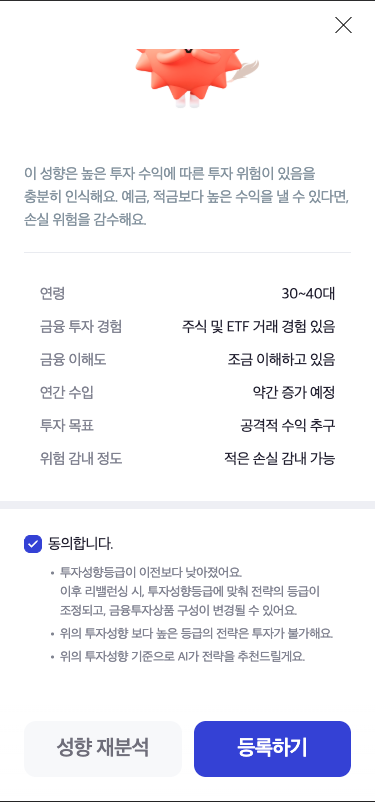 이 성향은 높은 투자 수익에 따른 투자 위험이 있음을
충분히 인식해요. 예금, 적금보다 높은 수익을 낼 수 있다면,
손실 위험을 감수해요.
연령 30~40대
금융 투자 경험 주식 및 ETF 거래 경험 있음
금융 이해도 조금 이해하고 있음
연간 수입 약간 증가 예정
투자 목표 공격적 수익 추구
위험 감내 정도 적은 손실 감내 가능
동의합니다.
• 투자성향등급이 이전보다 낮아졌어요.
이후 리밸런싱 시, 투자성향등급에 맞춰 전략의 등급이
조정되고, 금융투자상품 구성이 변경될 수 있어요.
• 위의 투자성향 보다 높은 등급의 전략은 투자가 불가해요.
• 위의 투자성향 기준으로 AI가 전략을 추천드릴게요.
성향 재분석 등록하기